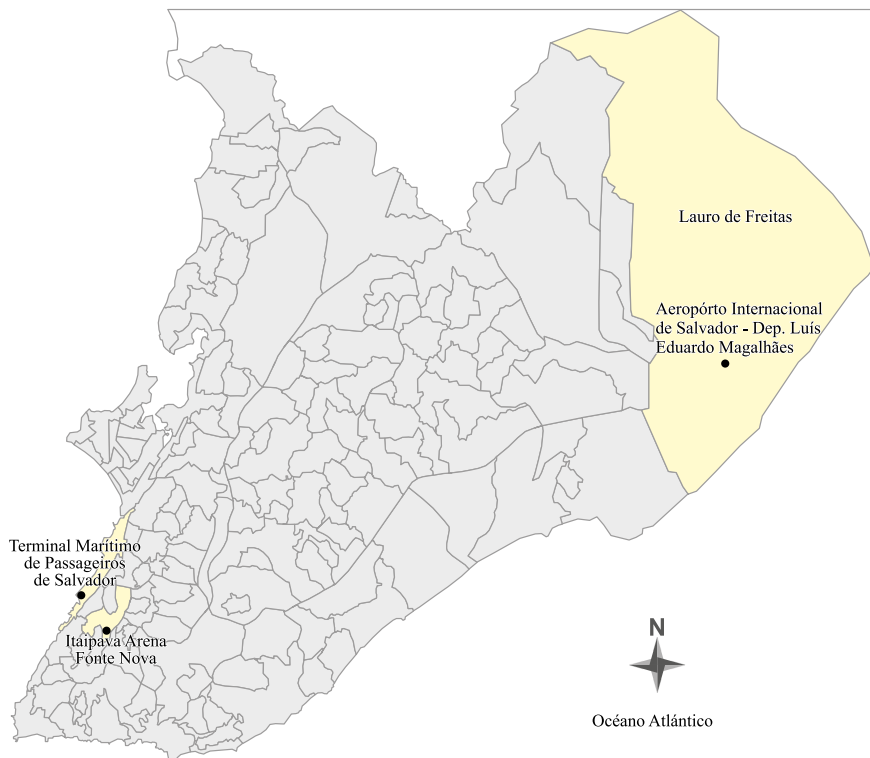 Lauro de Freitas
Aeropórto Internacional
de Salvador - Dep. Luís
Eduardo Magalhães
Terminal Marítimo
de Passageiros
de Salvador
Itaipava Arena
Fonte Nova
N
Océano Atlántico